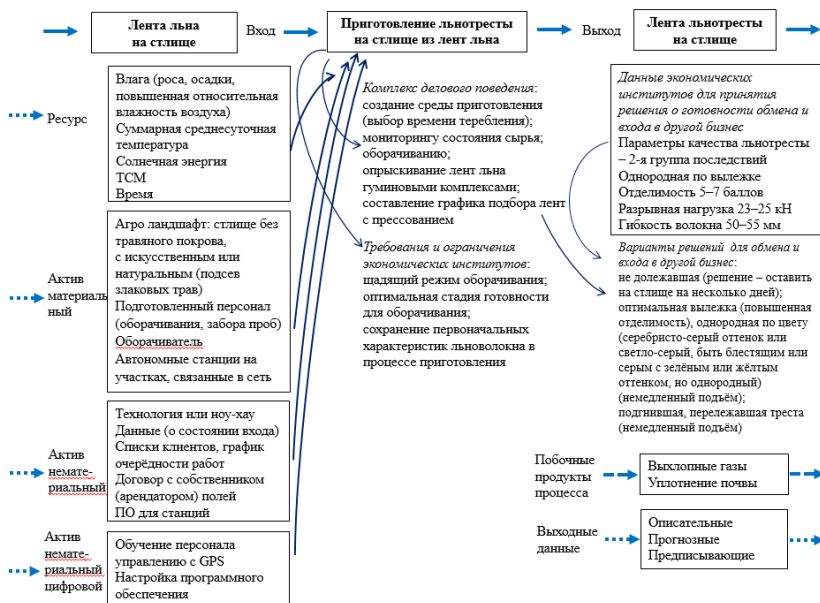 Лента льна
на стлище
Вход
Приготовление льнотресты
на стлище из лент льна
Выход
Лента льнотресты
на стлище
Ресурс
Влага (роса, осадки,
повышенная относительная
влажность воздуха)
Суммарная среднесуточная
температура
Солнечная энергия
ТСМ
Время
Актив
материаль
ный
Агро ландшафт: стлище без
травяного покрова,
с искусственным или
натуральным (подсев
злаковых трав)
Подготовленный персонал
(оборачивания, забора проб)
Оборачиватель
Автономные станции на
участках, связанные в сеть
Актив
немате-
риальный
Технология или ноу-хау
Данные (о состоянии входа)
Списки клиентов, график
очерёдности работ
Договор с собственником
(арендатором) полей
ПО для станций
Актив
немате-
риальный
цифровой
Обучение персонала
управлению с GPS
Настройка программного
обеспечения
Комплекс делового поведения:
создание среды приготовления
(выбор времени теребления);
мониторингу состояния сырья;
оборачиванию;
опрыскивание лент льна
гуминовыми комплексами;
составление графика подбора лент
с прессованием
Требования и ограничения
экономических институтов:
щадящий режим оборачивания;
оптимальная стадия готовности
для оборачивания;
сохранение первоначальных
характеристик льноволокна в
процессе приготовления
Данные экономических
институтов для принятия
решения о готовности обмена и
входа в другой бизнес
Параметры качества льнотресты
– 2-я группа последствий
Однородная по вылежке
Отделимость 5–7 баллов
Разрывная нагрузка 23–25 кН
Гибкость волокна 50–55 мм
Варианты решений для обмена и
входа в другой бизнес:
не долежавшая (решение – оставить
на стлище на несколько дней);
оптимальная вылежка (повышенная
отделимость), однородная по цвету
(серебристо-серый оттенок или
светло-серый, быть блестящим или
серым с зелёным или жёлтым
оттенком, но однородный)
(немедленный подъём);
подгнившая, перележавшая треста
(немедленный подъём)
Побочные
продукты
процесса
Выхлопные газы
Уплотнение почвы
Выходные
данные
Описательные
Прогнозные
Предписывающие